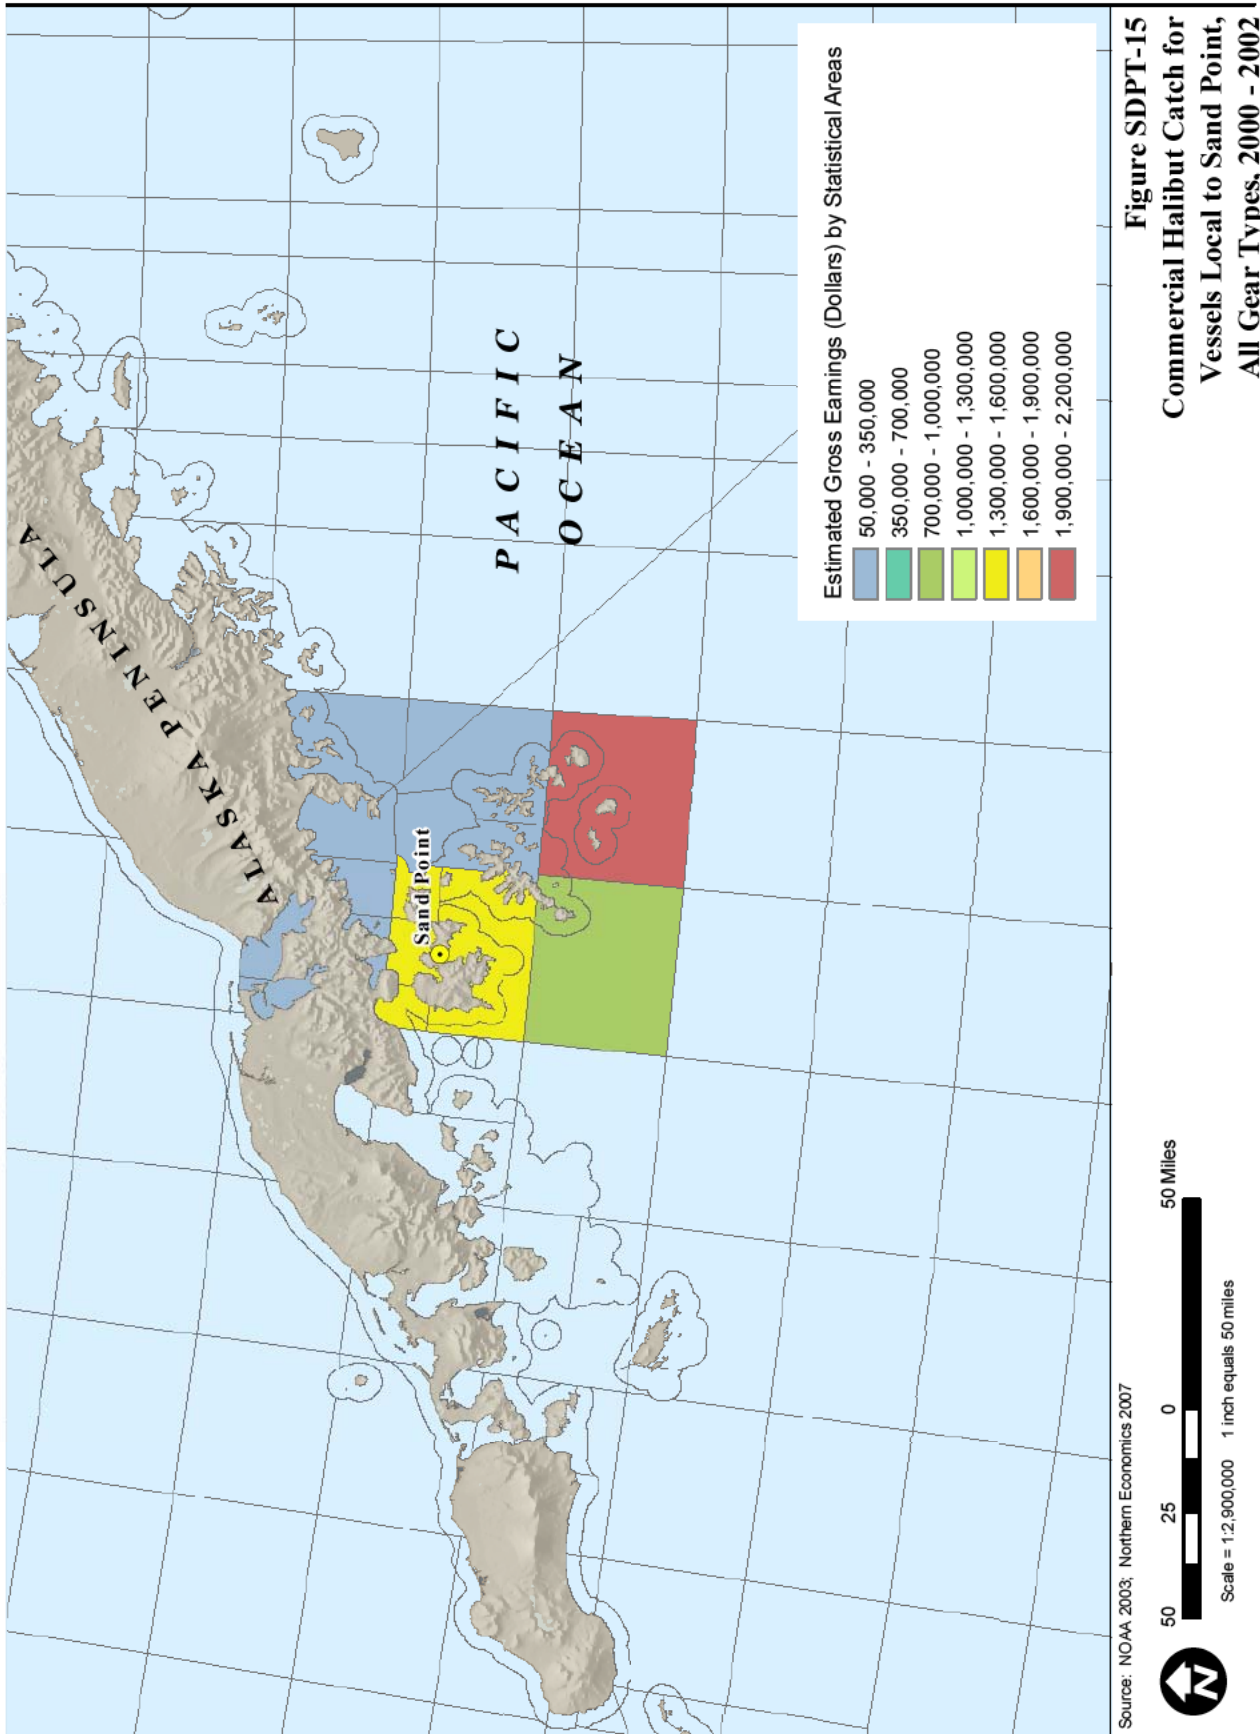 ALASKA PENINSULA
Sand Point
PACIFIC
OCEAN
Estimated Gross Earnings (Dollars) by Statistical Areas
50,000 - 350,000
350,000 - 700,000
700,000 - 1,000,000
1,000,000 - 1,300,000
1,300,000 - 1,600,000
1,600,000 - 1,900,000
1,900,000 - 2,200,000
Source: NOAA 2003; Northern Economics 2007
50 25 0 50 Miles
Scale = 1:2,900,000 1 inch equals 50 miles
N
Figure SDPT-15
Commercial Halibut Catch for
Vessels Local to Sand Point,
All Gear Types, 2000 - 2002